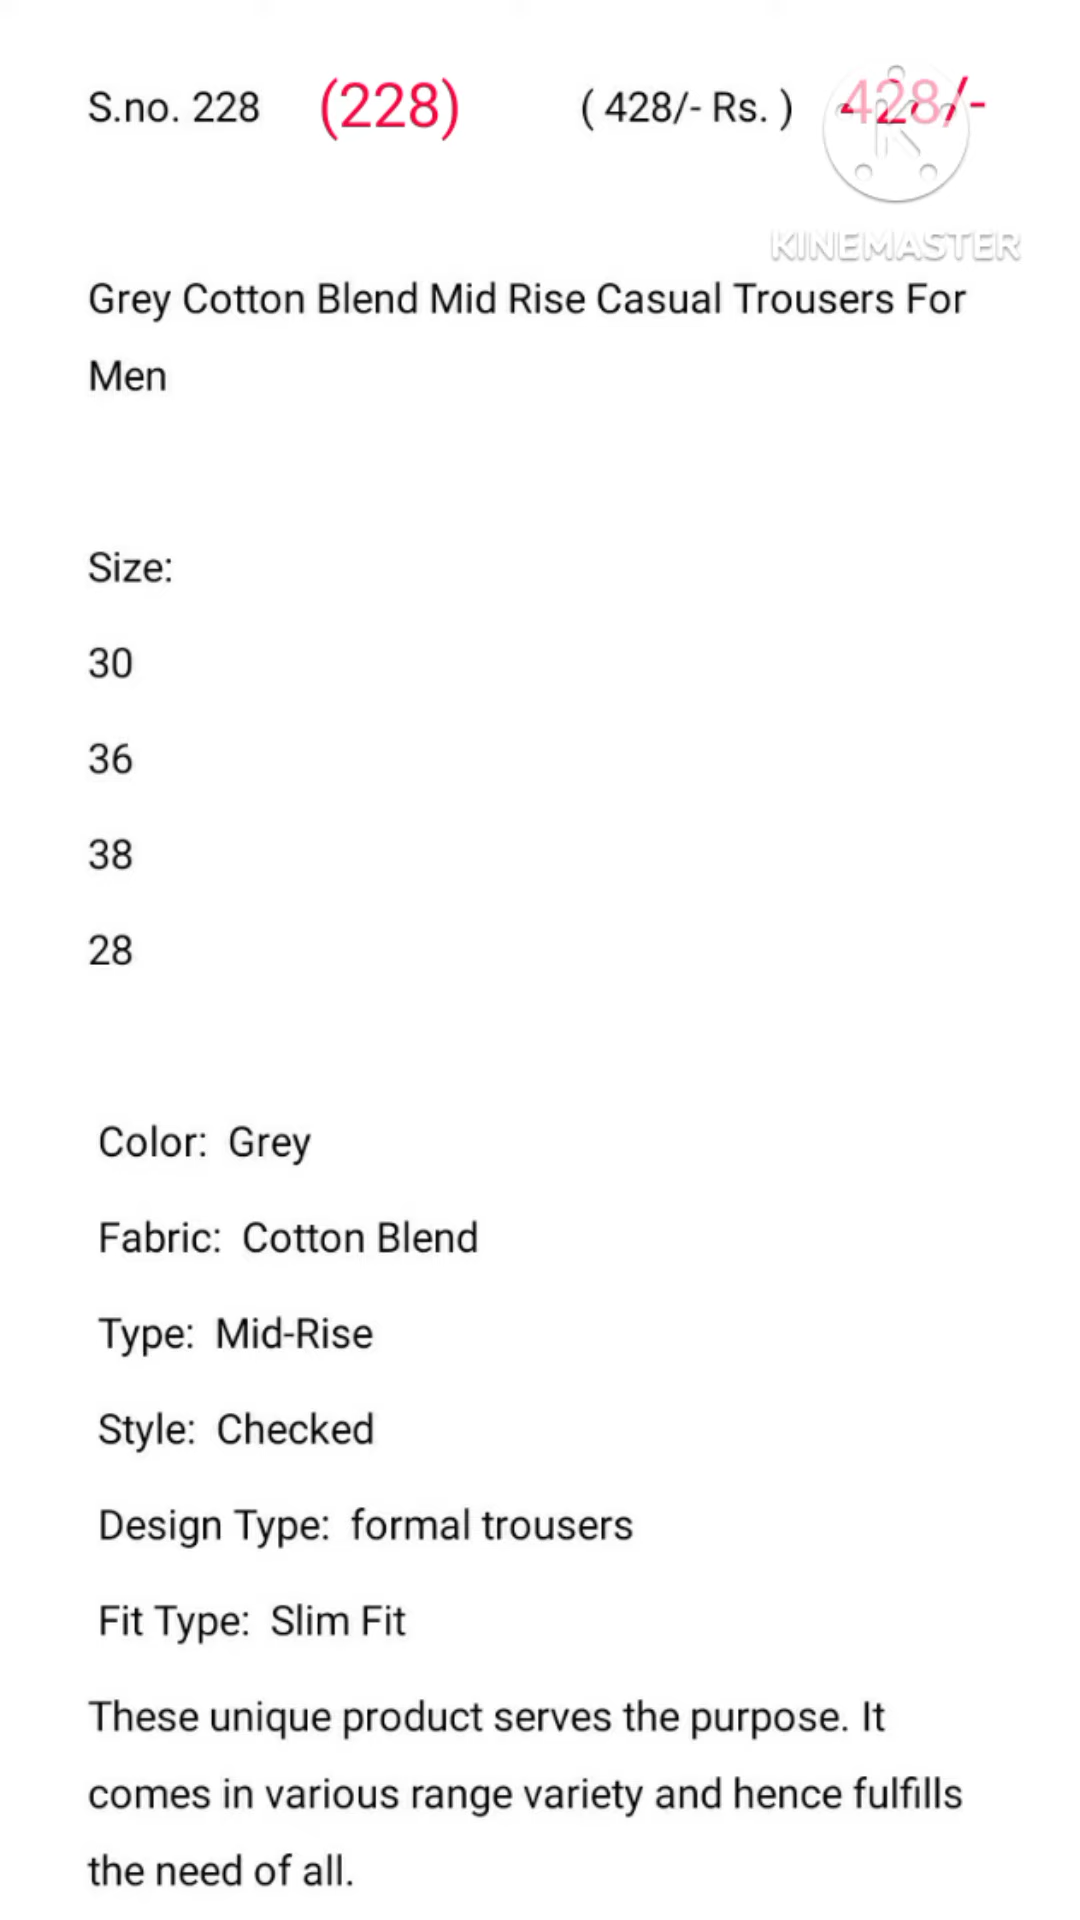 S.no. 228 (228) ( 428/- Rs. ) 428/-
KINEMASTER
Grey Cotton Blend Mid Rise Casual Trousers For
Men
Size:
30
36
38
28
Color: Grey
Fabric: Cotton Blend
Type: Mid-Rise
Style: Checked
Design Type: formal trousers
Fit Type: Slim Fit
These unique product serves the purpose. It
comes in various range variety and hence fulfills
the need of all.